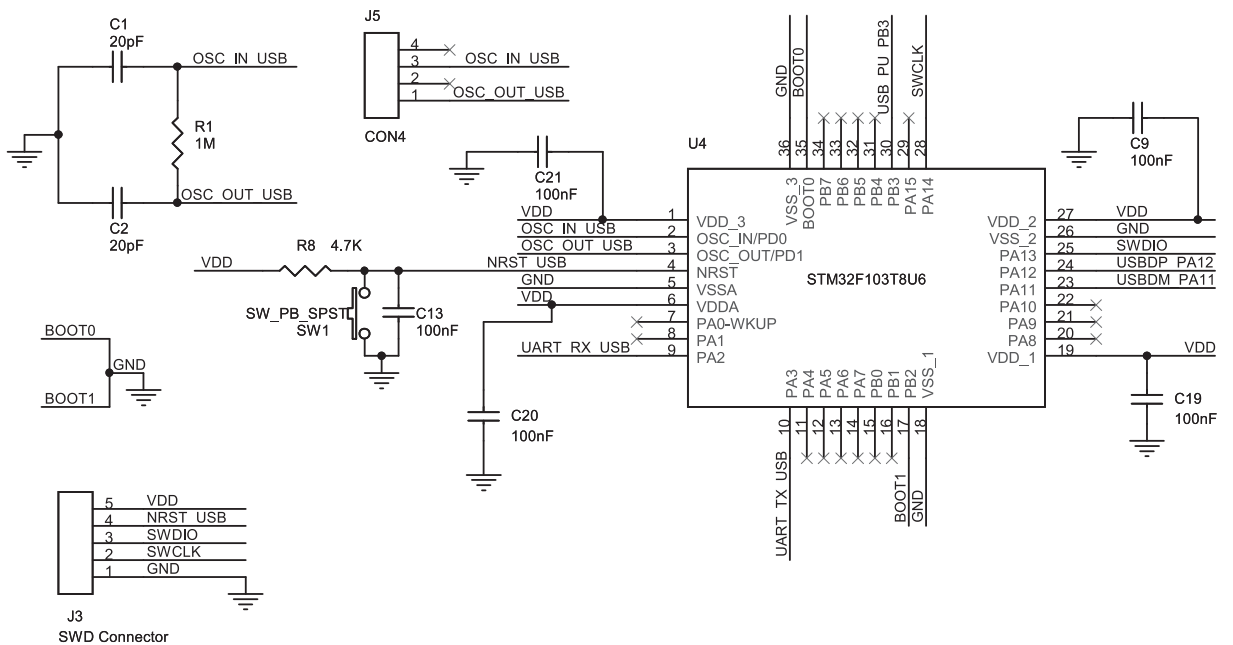 C1
20pF
OSC_IN_USB
R1
1M
OSC_OUT_USB
C2
20pF
J5
4
3
2
1
OSC_IN_USB
OSC_OUT_USB
CON4
C21
100nF
VDD
OSC_IN_USB
OSC_OUT_USB
NRST_USB
GND
VDD
UART_RX_USB
VDD
R8 4.7K
SW_PB_SPST
SW1
C13
100nF
C20
100nF
BOOT0
GND
BOOT1
U4
GND
BOOT0
USB_PU_PB3
SWCLK
36
35
34
33
32
31
30
29
28
VSS_3
BOOT0
PB7
PB6
PB5
PB4
PB3
PA15
PA14
1 VDD_3
2 OSC_IN/PD0
3 OSC_OUT/PD1
4 NRST
5 VSSA
6 VDDA
7 PA0-WKUP
8 PA1
9 PA2
STM32F103T8U6
VDD_2 27 VDD
VSS_2 26 GND
PA13 25 SWDIO
PA12 24 USBDP_PA12
PA11 23 USBDM_PA11
PA10 22
PA9 21
PA8 20
VDD_1 19 VDD
PA3
PA4
PA5
PA6
PA7
PB0
PB1
PB2
VSS_1
10
11
12
13
14
15
16
17
18
UART_TX_USB
BOOT1
GND
C9
100nF
C19
100nF
5 VDD
4 NRST_USB
3 SWDIO
2 SWCLK
1 GND
J3
SWD Connector